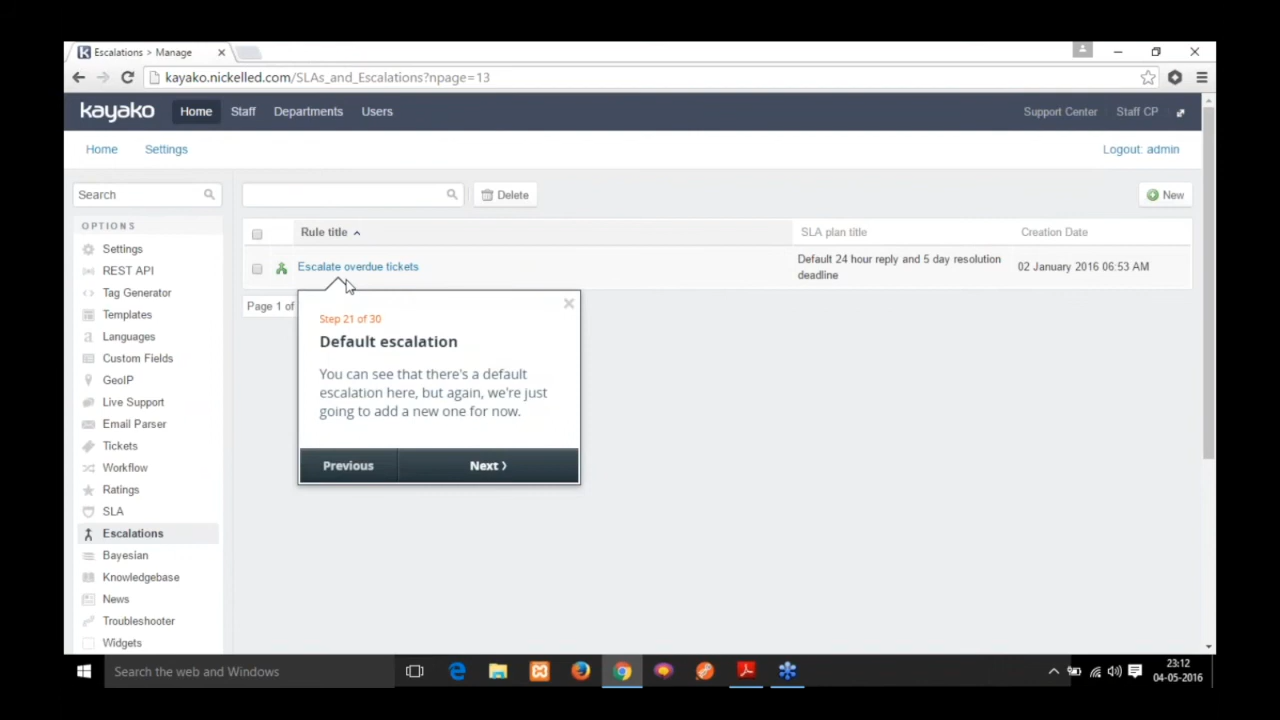 Escalations > Manage
kayako.nickelled.com/SLAs_and_Escalations?npage=13
kayako
Home
Staff
Departments
Users
Support Center
Staff CP
Home
Settings
Logout: admin
Search
Delete
New
OPTIONS
Settings
REST API
Tag Generator
Templates
Languages
Custom Fields
GeoIP
Live Support
Email Parser
Tickets
Workflow
Ratings
SLA
Escalations
Bayesian
Knowledgebase
News
Troubleshooter
Widgets
Rule title
SLA plan title
Creation Date
Escalate overdue tickets
Default 24 hour reply and 5 day resolution
deadline
02 January 2016 06:53 AM
Page 1 of
Step 21 of 30
Default escalation
You can see that there's a default
escalation here, but again, we're just
going to add a new one for now.
Previous
Next
Search the web and Windows
23:12
04-05-2016